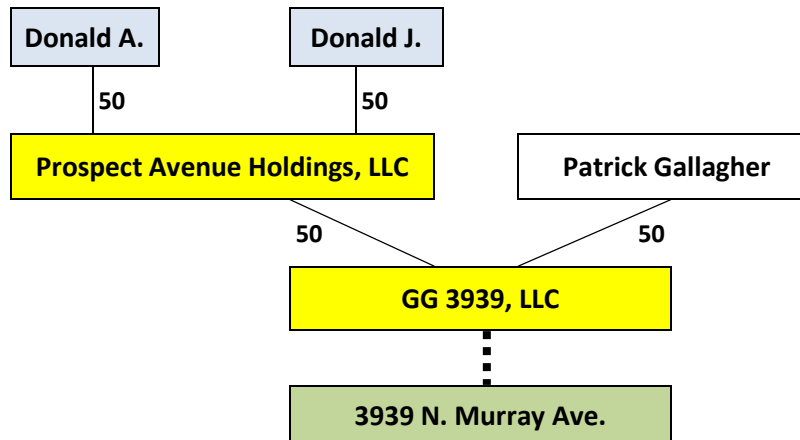 Donald A.
Donald J.
50
50
Prospect Avenue Holdings, LLC
Patrick Gallagher
50
50
GG 3939, LLC
3939 N. Murray Ave.